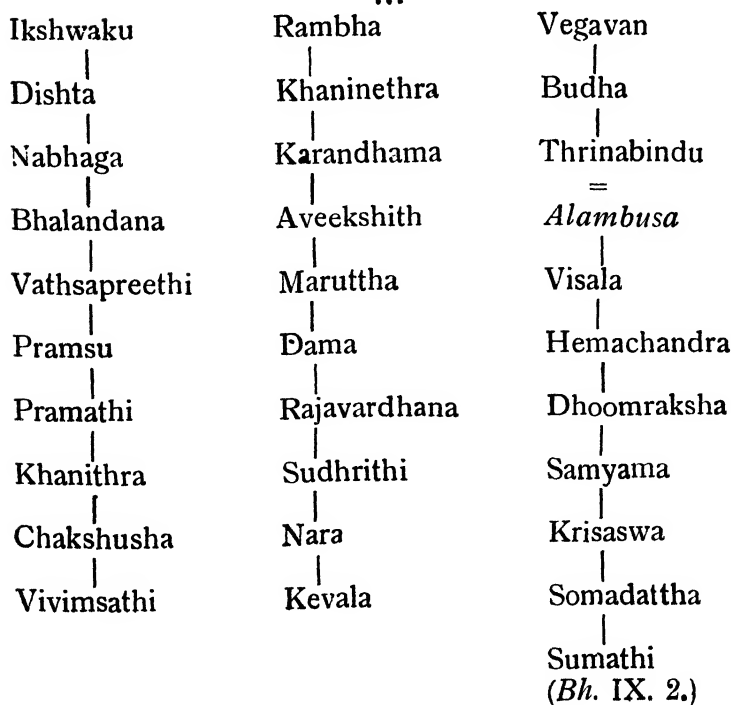 Ikshwaku
Dishta
Nabhaga
Bhalandana
Vathsapreethi
Pramsu
Pramathi
Khanithra
Chakshusha
Vivimsathi
Rambha
Khaninethra
Karandhama
Aveekshith
Maruttha
Dama
Rajavardhana
Sudhrithi
Nara
Kevala
Vegavan
Budha
Thrinabindu
=
Alambusa
Visala
Hemachandra
Dhoomraksha
Samyama
Krisaswa
Somadattha
Sumathi
(Bh. IX. 2.)